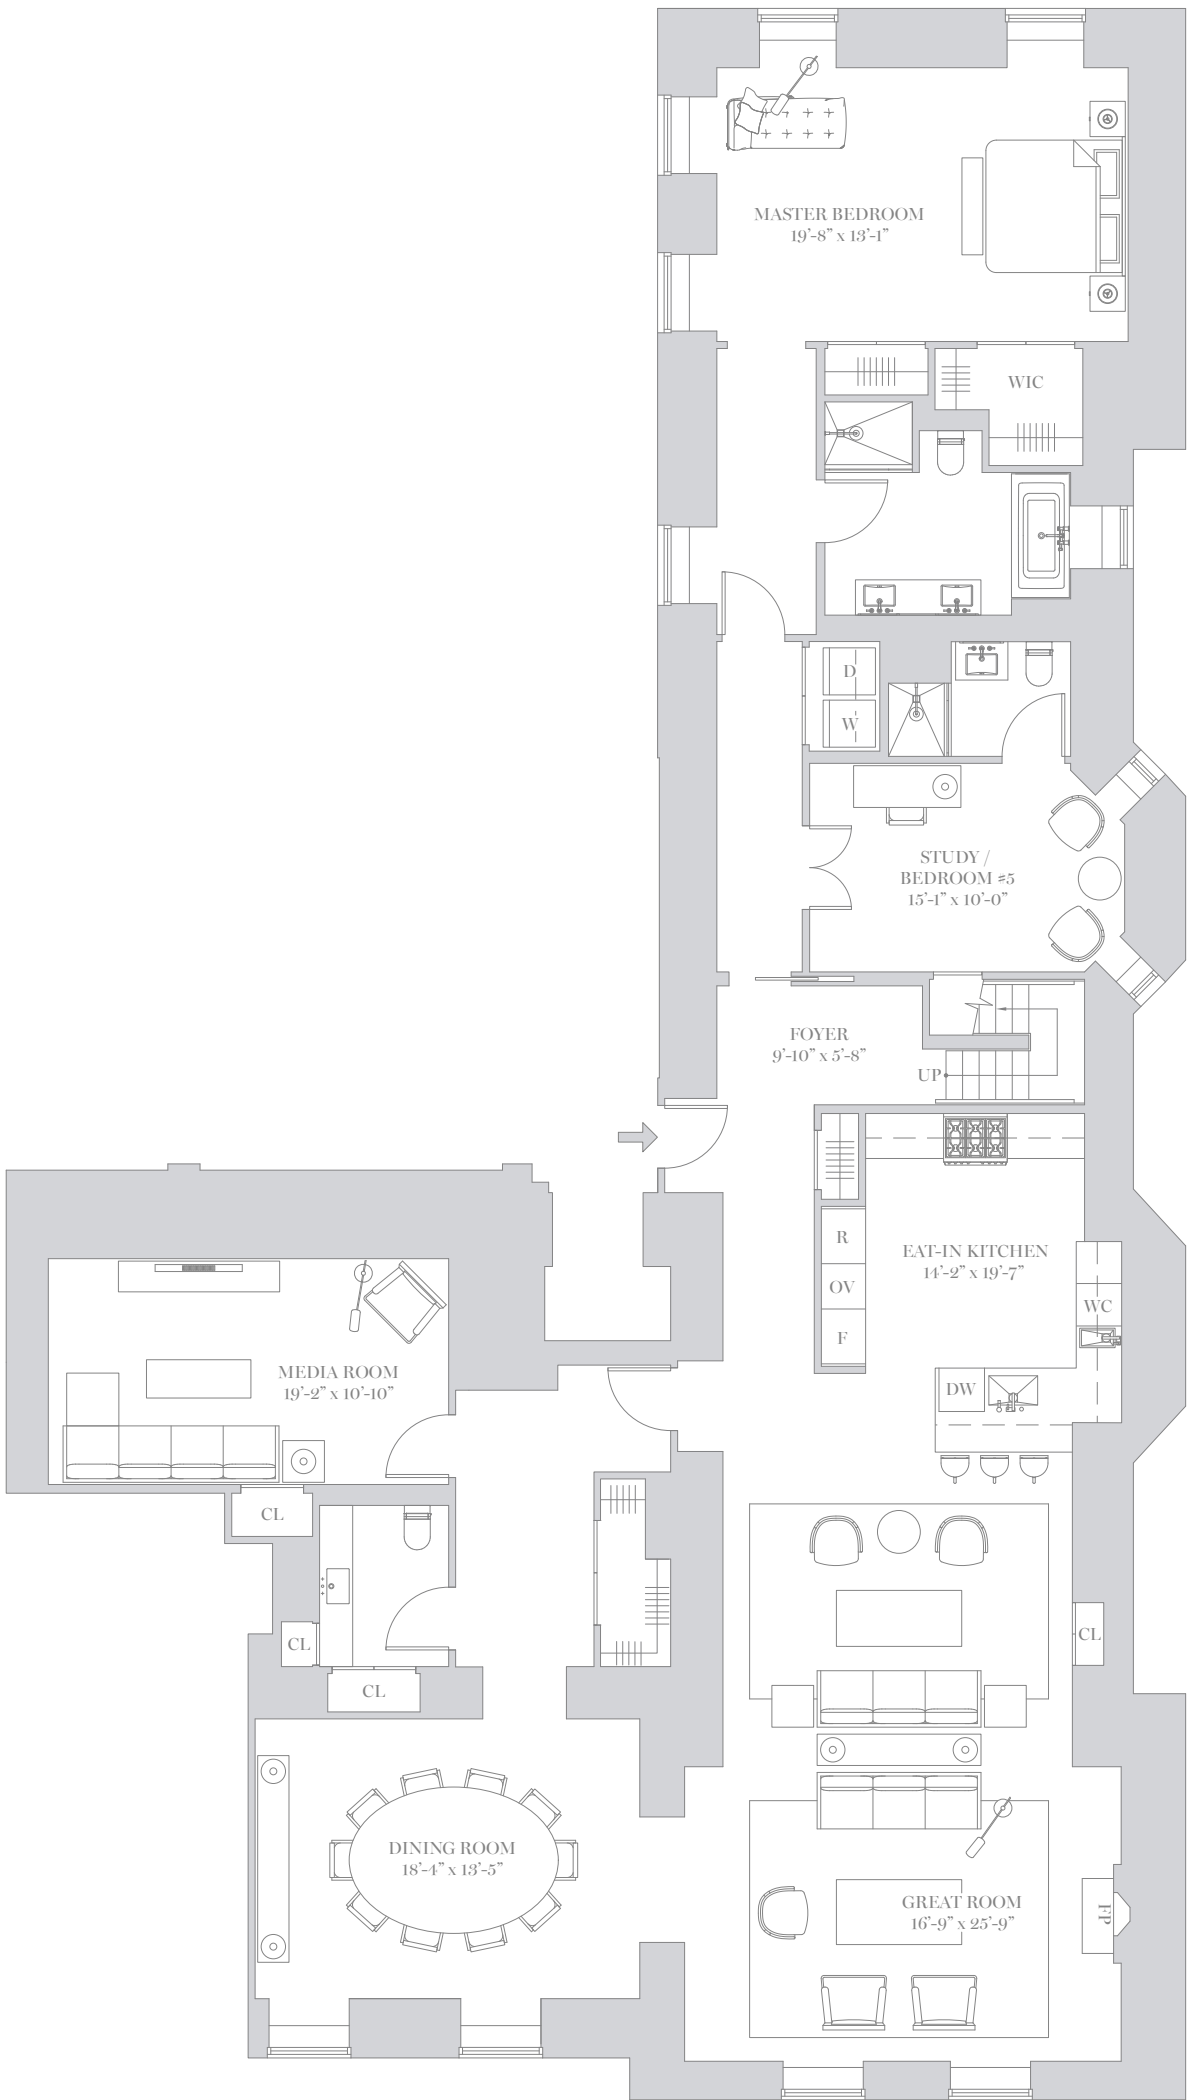 MASTER BEDROOM
19'-8" x 13'-1"
WIC
D
W
STUDY /
BEDROOM #5
15'-1" x 10'-0"
FOYER
9'-10" x 5'-8"
UP
R
EAT-IN KITCHEN
14'-2" x 19'-7"
OV
WC
F
MEDIA ROOM
19'-2" x 10'-10"
DW
CL
CL
CL
CL
DINING ROOM
18'-4" x 13'-5"
GREAT ROOM
16'-9" x 25'-9"
FP